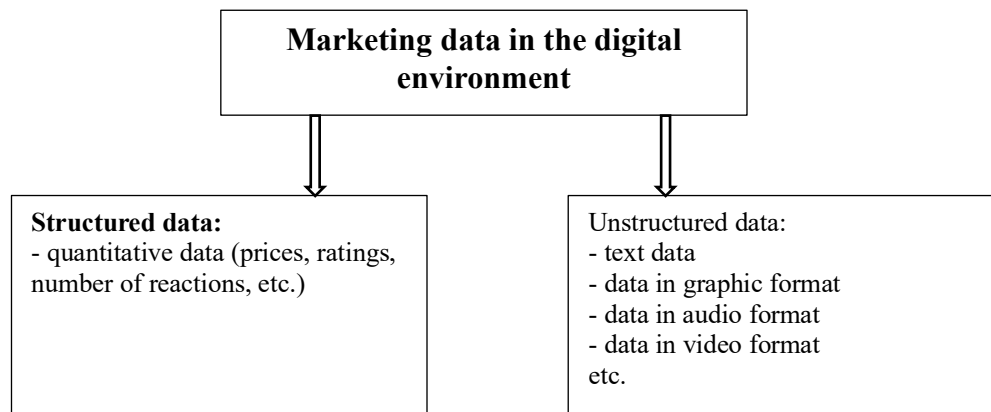 Marketing data in the digital
environment
Structured data:
- quantitative data (prices, ratings,
number of reactions, etc.)
Unstructured data:
- text data
- data in graphic format
- data in audio format
- data in video format
etc.